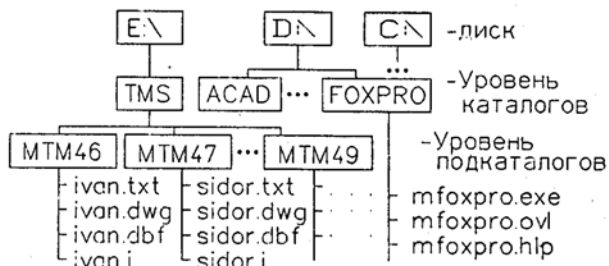 E:\ D:\ C:\ -диск
...
TMS ACAD ... FOXPRO -Уровень
каталогов
MTM46 MTM47 ... MTM49 -Уровень
подкаталогов
ivan.txt sidor.txt
ivan.dwg sidor.dwg mfoxpro.exe
ivan.dbf sidor.dbf mfoxpro.ovl
ivan.i sidor.i mfoxpro.hlp